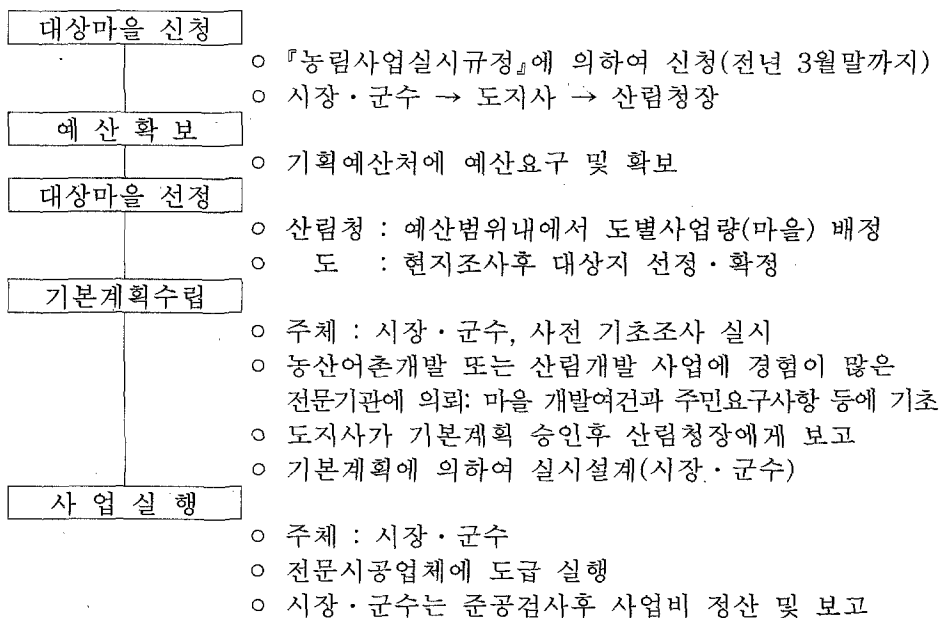 대상마을 신청
○ 『농림사업실시규정』에 의하여 신청(전년 3월말까지)
○ 시장・군수 → 도지사 → 산림청장
예 산 확 보
○ 기획예산처에 예산요구 및 확보
대상마을 선정
○ 산림청 : 예산범위내에서 도별사업량(마을) 배정
○ 도 : 현지조사후 대상지 선정・확정
기본계획수립
○ 주체 : 시장・군수, 사전 기초조사 실시
○ 농산어촌개발 또는 산림개발 사업에 경험이 많은
전문기관에 의뢰: 마을 개발여건과 주민요구사항 등에 기초
○ 도지사가 기본계획 승인후 산림청장에게 보고
○ 기본계획에 의하여 실시설계(시장・군수)
사 업 실 행
○ 주체 : 시장・군수
○ 전문시공업체에 도급 실행
○ 시장・군수는 준공검사후 사업비 정산 및 보고